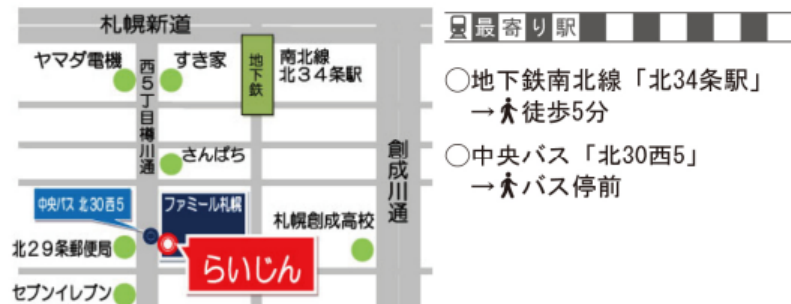 札幌新道
ヤマダ電機
すき家
地下鉄
南北線
北34条駅
西5丁目樽川通
さんぱち
創成川通
中央バス 北30西5
ファミール札幌
札幌創成高校
北29条郵便局
らいじん
セブンイレブン
最寄り駅
○地下鉄南北線「北34条駅」
→徒歩5分
○中央バス「北30西5」
→バス停前